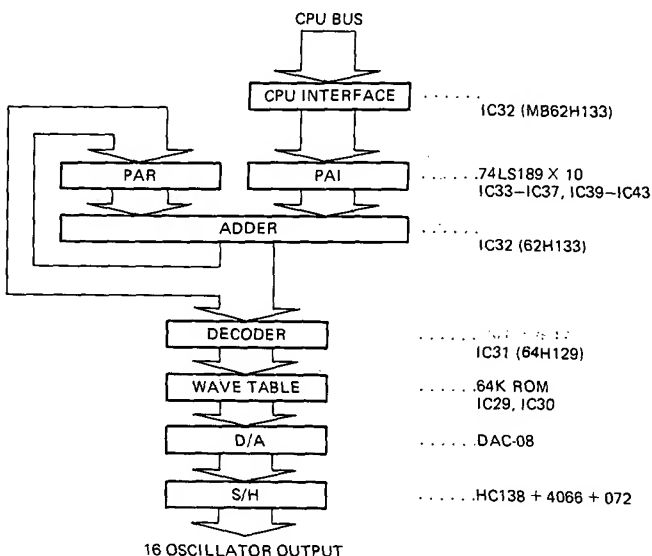 CPU BUS
CPU INTERFACE
IC32 (MB62H133)
PAR
PAI
74LS189 X 10
IC33-IC37, IC39-IC43
ADDER
IC32 (62H133)
DECODER
IC31 (64H129)
WAVE TABLE
64K ROM
IC29, IC30
D/A
DAC-08
S/H
HC138 + 4066 + 072
16 OSCILLATOR OUTPUT